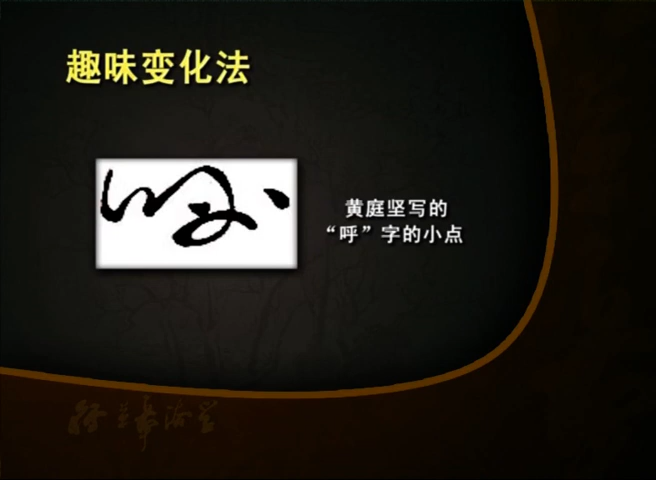 趣味变化法
黄庭坚写的
“呼”字的小点